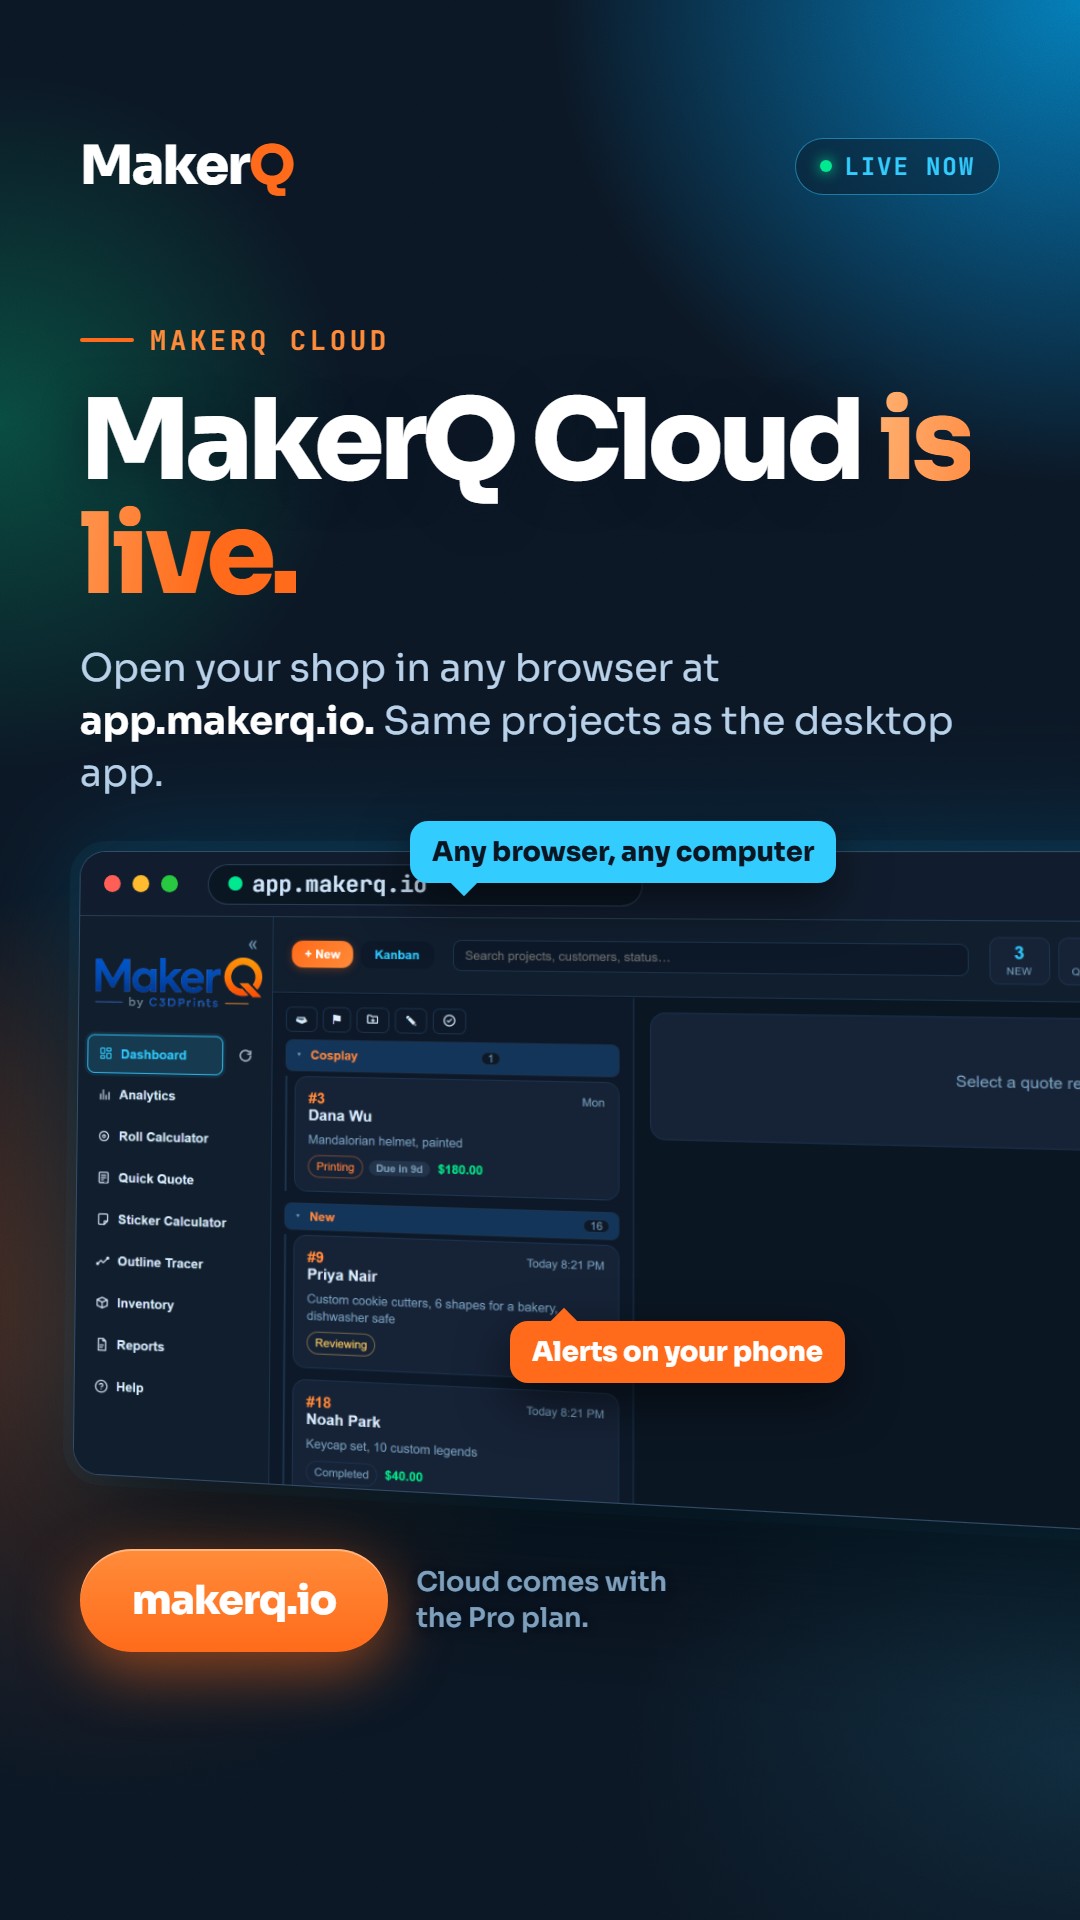 MakerQ
LIVE NOW
MAKERQ CLOUD
MakerQ Cloud is
live.
Open your shop in any browser at
app.makerq.io. Same projects as the desktop
app.
Any browser, any computer
app.makerq.io
«
MakerQ
by C3DPrints
+ New
Kanban
Search projects, customers, status...
3
NEW
Dashboard
Analytics
Roll Calculator
Quick Quote
Sticker Calculator
Outline Tracer
Inventory
Reports
Help
Cosplay
1
#3
Mon
Dana Wu
Mandalorian helmet, painted
Printing
Due in 9d
$180.00
New
16
#9
Today 8:21 PM
Priya Nair
Custom cookie cutters, 6 shapes for a bakery,
dishwasher safe
Reviewing
#18
Today 8:21 PM
Noah Park
Keycap set, 10 custom legends
Completed
$40.00
Select a quote re
Alerts on your phone
makerq.io
Cloud comes with
the Pro plan.